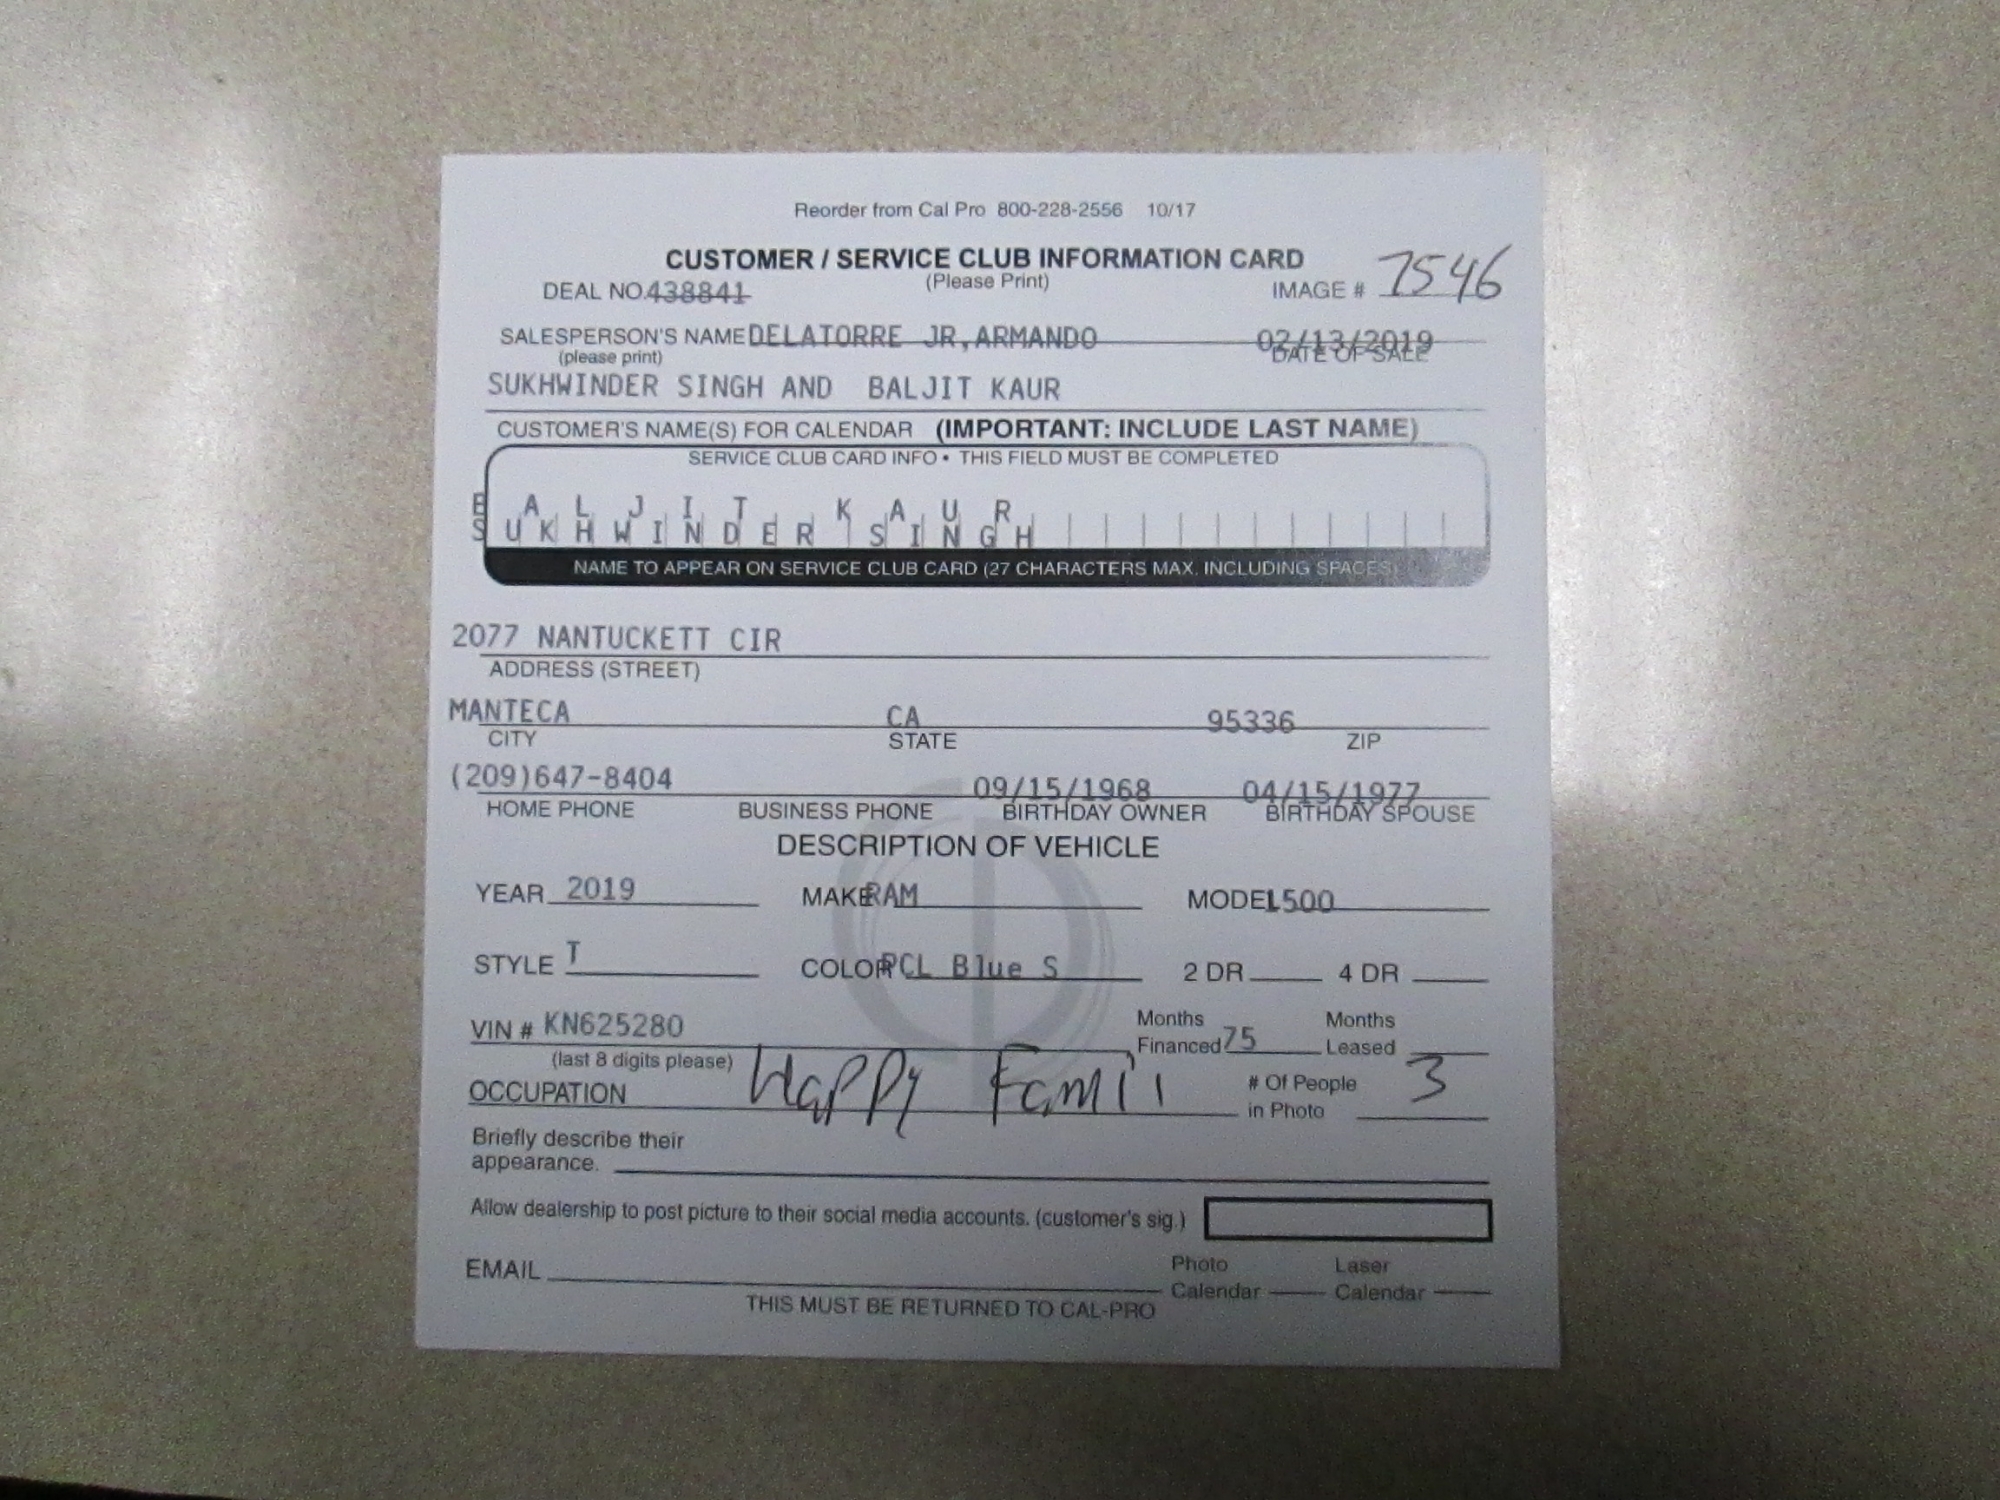 Reorder from Cal Pro 800-228-2556 10/17
CUSTOMER / SERVICE CLUB INFORMATION CARD
(Please Print)
DEAL NO. 438841 IMAGE # 7546
SALESPERSON'S NAME DELATORRE JR,ARMANDO 02/13/2019
(please print) DATE OF SALE
SUKHWINDER SINGH AND BALJIT KAUR
CUSTOMER'S NAME(S) FOR CALENDAR (IMPORTANT: INCLUDE LAST NAME)
SERVICE CLUB CARD INFO • THIS FIELD MUST BE COMPLETED
B A L J I T K A U R
S U K H W I N D E R S I N G H
NAME TO APPEAR ON SERVICE CLUB CARD (27 CHARACTERS MAX. INCLUDING SPACES)
2077 NANTUCKETT CIR
ADDRESS (STREET)
MANTECA CA 95336
CITY STATE ZIP
(209)647-8404 09/15/1968 04/15/1977
HOME PHONE BUSINESS PHONE BIRTHDAY OWNER BIRTHDAY SPOUSE
DESCRIPTION OF VEHICLE
YEAR 2019 MAKE RAM MODEL 1500
STYLE T COLOR PCL Blue S 2 DR 4 DR
VIN # KN625280 Months Financed 75 Months Leased
(last 8 digits please)
OCCUPATION Happy Famili # Of People in Photo 3
Briefly describe their
appearance.
Allow dealership to post picture to their social media accounts. (customer's sig.)
EMAIL Photo Calendar Laser Calendar
THIS MUST BE RETURNED TO CAL-PRO